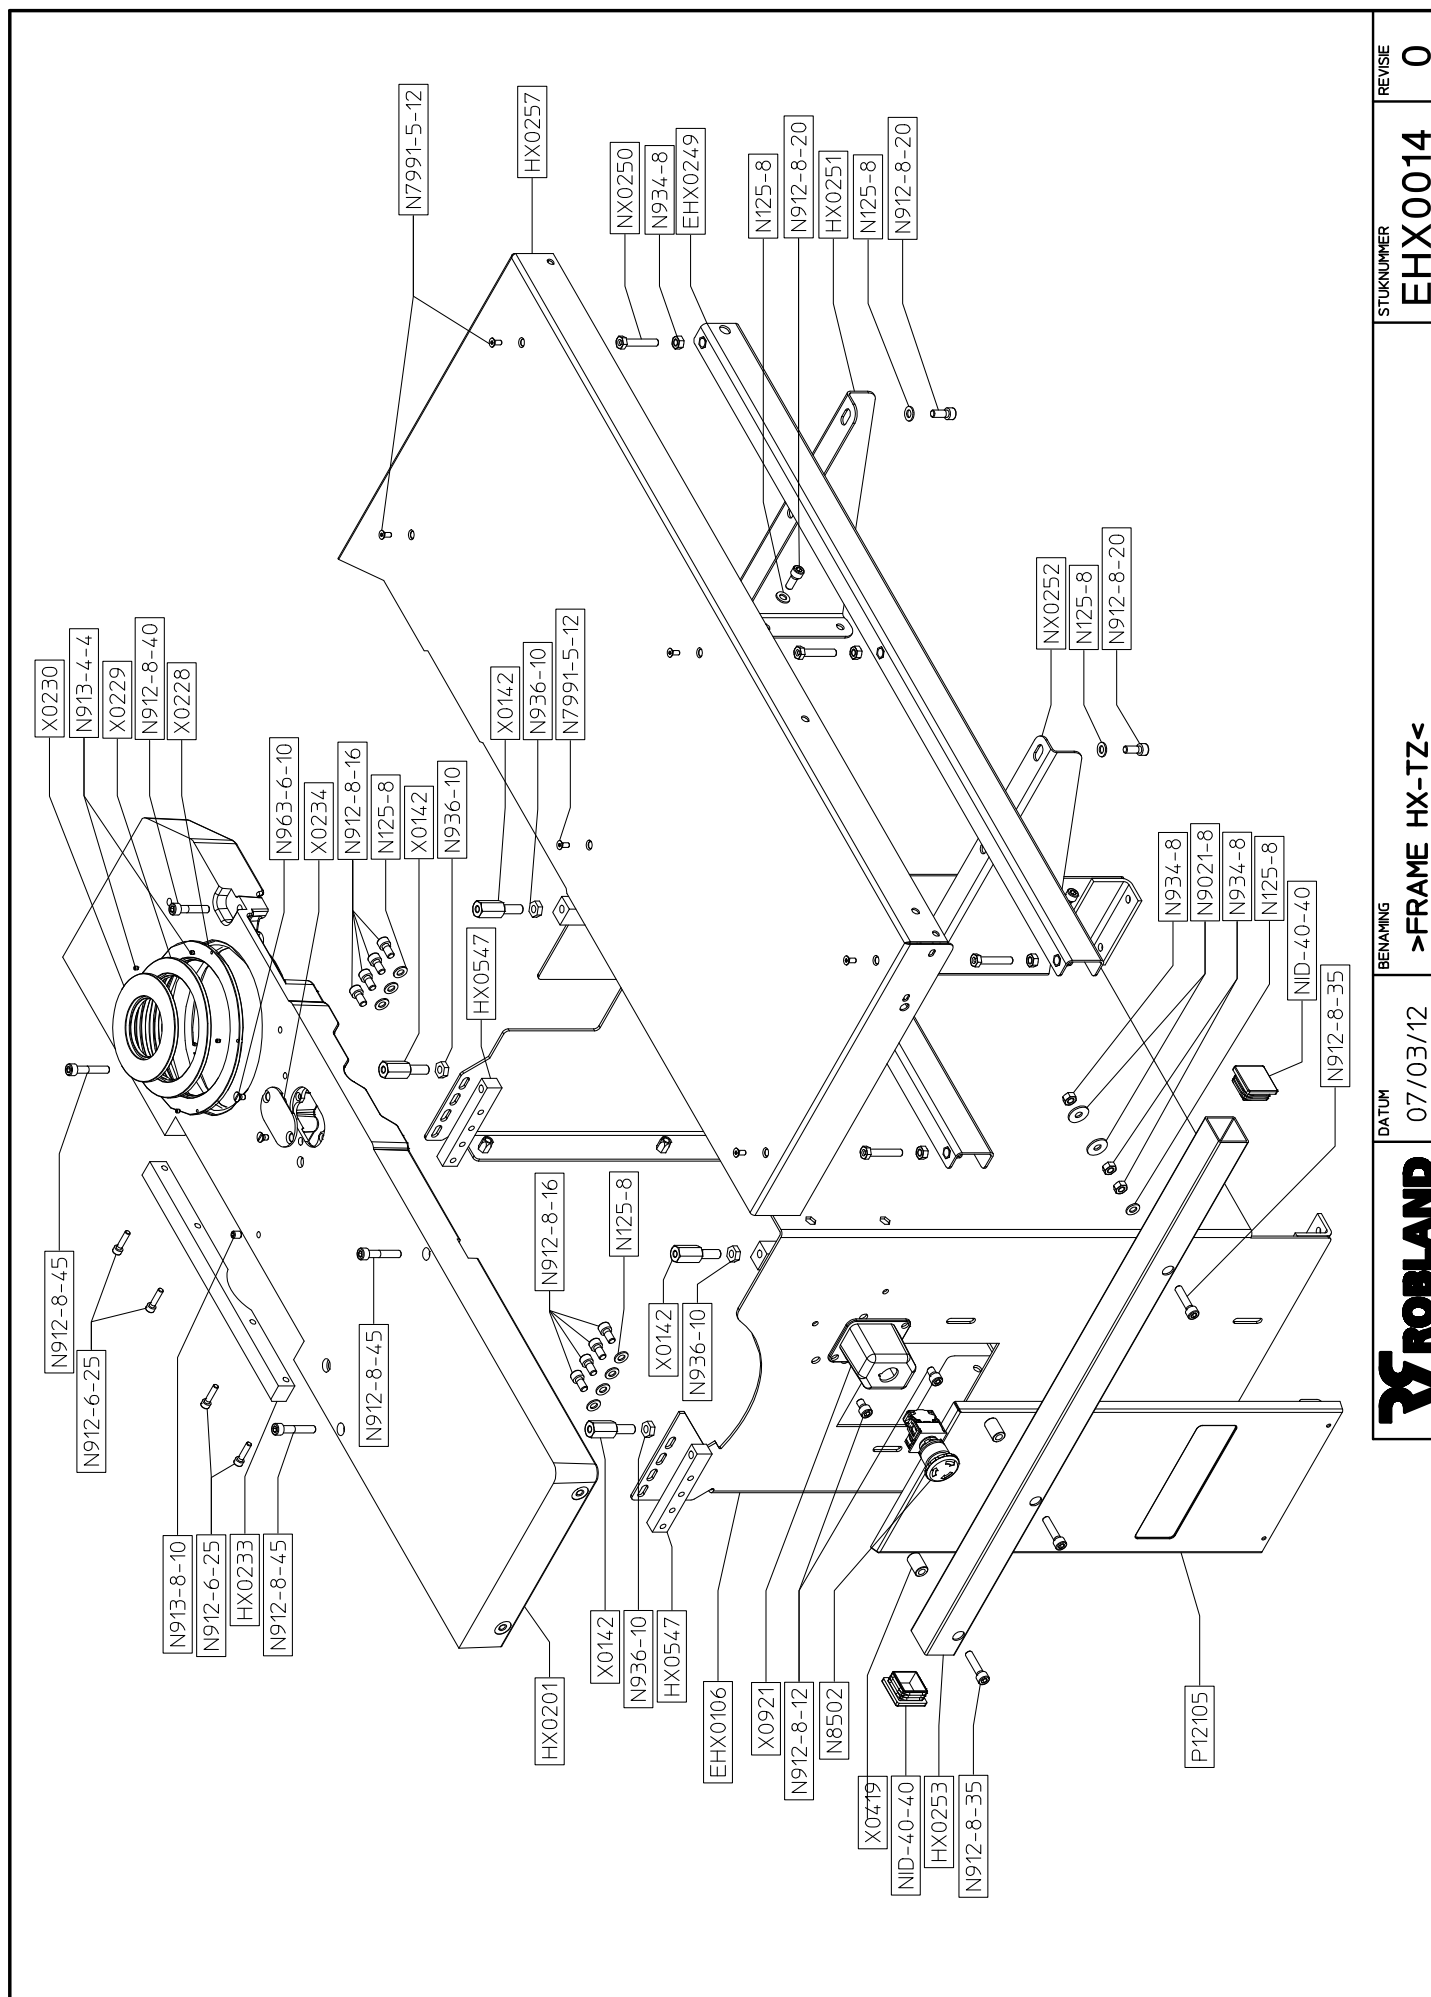 X0230
N913-4-4
X0229
N912-8-40
X0228
N963-6-10
X0234
N912-8-16
N125-8
X0142
N936-10
X0142
N936-10
N7991-5-12
HX0547
N7991-5-12
HX0257
NX0250
N934-8
EHX0249
N125-8
N912-8-20
HX0251
N125-8
N912-8-20
NX0252
N125-8
N912-8-20
N934-8
N9021-8
N934-8
N125-8
NID-40-40
N912-8-35
N912-8-45
N912-6-25
N912-8-45
N912-8-16
N125-8
X0142
N936-10
N913-8-10
N912-6-25
HX0233
N912-8-45
HX0201
X0142
N936-10
HX0547
EHX0106
X0921
N912-8-12
N8502
X0419
NID-40-40
HX0253
N912-8-35
P12105
ROBLAND
DATUM
07/03/12
BENAMING
>FRAME HX-TZ<
STUKNUMMER
EHX0014
REVISIE
0